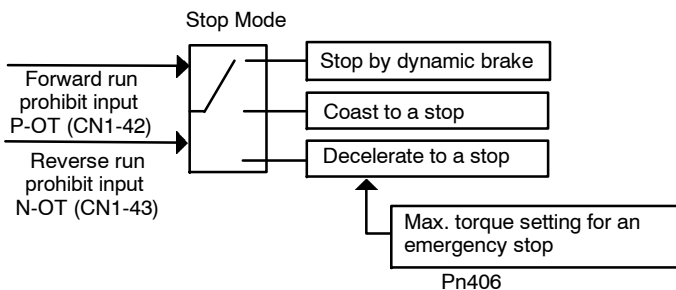 Stop Mode
Forward run
prohibit input
P-OT (CN1-42)
Reverse run
prohibit input
N-OT (CN1-43)
Stop by dynamic brake
Coast to a stop
Decelerate to a stop
Max. torque setting for an
emergency stop
Pn406